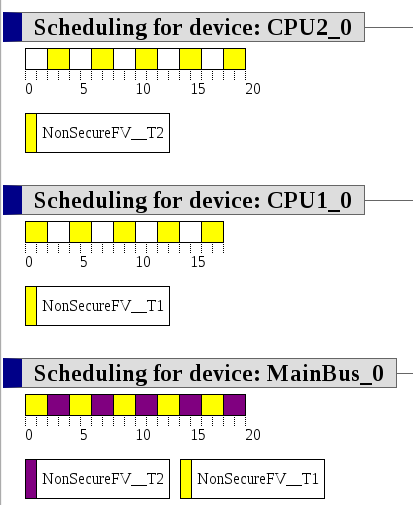 Scheduling for device: CPU2_0
0 5 10 15 20
NonSecureFV__T2
Scheduling for device: CPU1_0
0 5 10 15
NonSecureFV__T1
Scheduling for device: MainBus_0
0 5 10 15 20
NonSecureFV__T2 NonSecureFV__T1